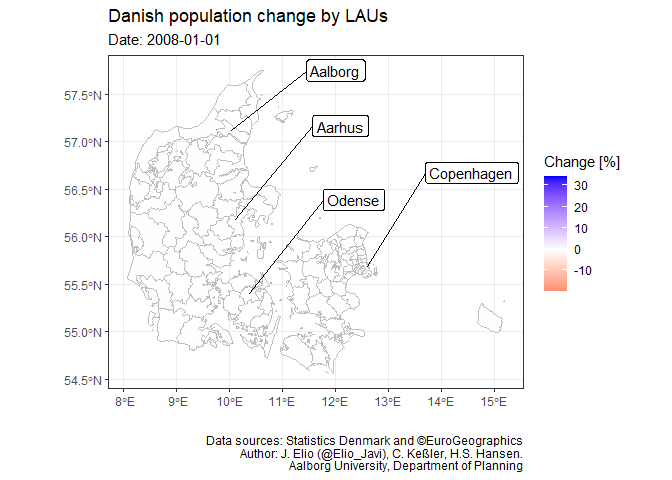 Danish population change by LAUs
Date: 2008-01-01
Aalborg
Aarhus
Odense
Copenhagen
57.5°N
57.0°N
56.5°N
56.0°N
55.5°N
55.0°N
54.5°N
8°E 9°E 10°E 11°E 12°E 13°E 14°E 15°E
Change [%]
30
20
10
0
-10
Data sources: Statistics Denmark and ©EuroGeographics
Author: J. Elio (@Elio_Javi), C. Keßler, H.S. Hansen.
Aalborg University, Department of Planning